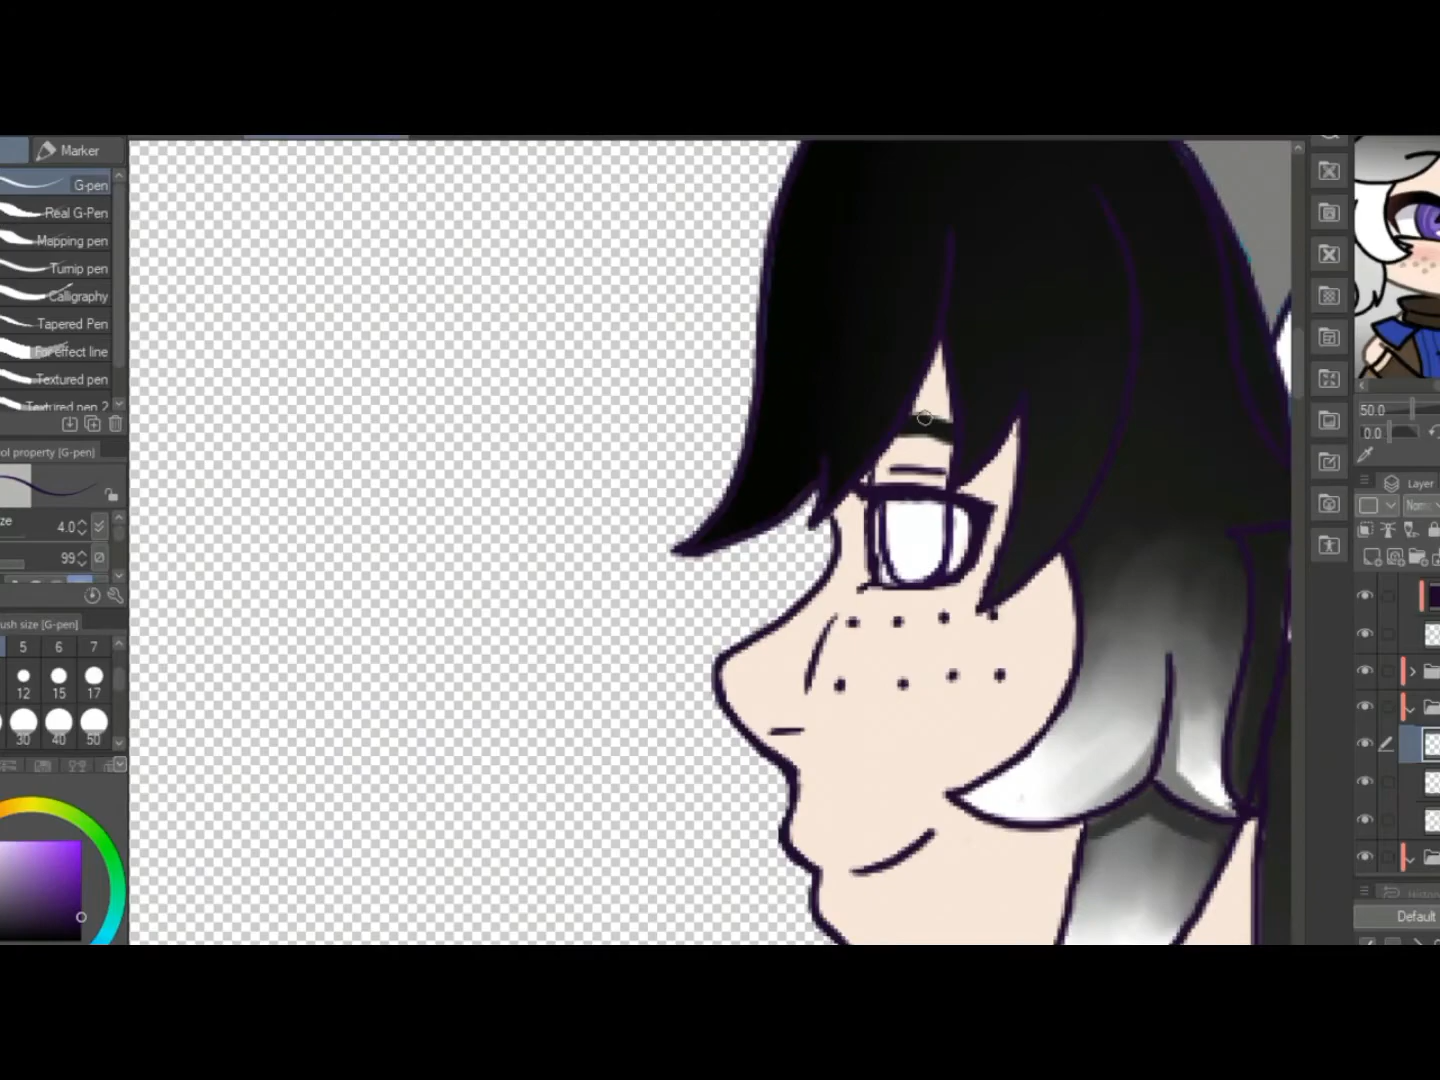 Marker
G-pen
Real G-Pen
Mapping pen
Turnip pen
Calligraphy
Tapered Pen
For effect line
Textured pen
Textured pen 2
ol property [G-pen]
ze 4.0
99
ush size [G-pen]
5 6 7
12 15 17
30 40 50
50.0
0.0
Layer
Norm
Histor
Default